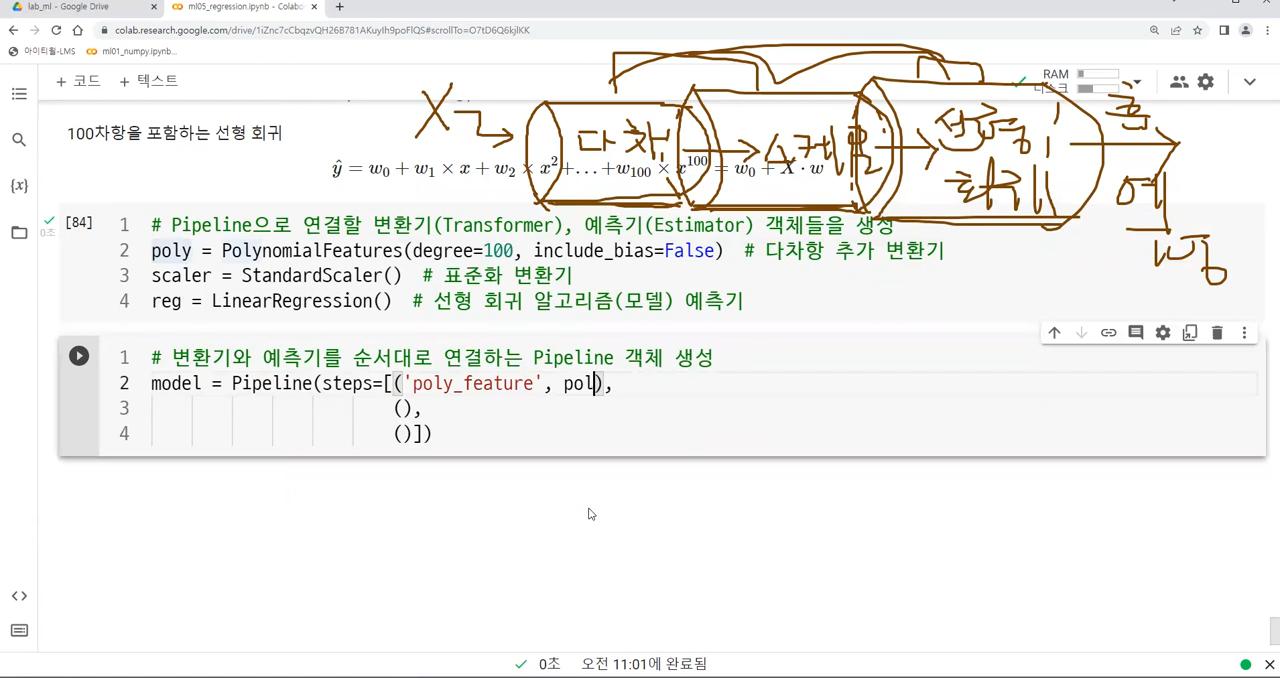 lab_ml - Google Drive
ml05_regression.ipynb - Colabo
colab.research.google.com/drive/1iZnc7cCbqzvQH26B781AKuyIh9poFIQS#scrollTo=O7tD6Q6kjlKK
아이티윌-LMS
ml01_numpy.ipynb...
+ 코드 + 텍스트
RAM
디스크
X
다차항
스케일링
선형
회귀
예
100차항을 포함하는 선형 회귀
ŷ = w0 + w1 × x + w2 × x² + ... + w100 × x¹⁰⁰ = w0 + X · w
[84]
0초
1 # Pipeline으로 연결할 변환기(Transformer), 예측기(Estimator) 객체들을 생성
2 poly = PolynomialFeatures(degree=100, include_bias=False) # 다차항 추가 변환기
3 scaler = StandardScaler() # 표준화 변환기
4 reg = LinearRegression() # 선형 회귀 알고리즘(모델) 예측기
1 # 변환기와 예측기를 순서대로 연결하는 Pipeline 객체 생성
2 model = Pipeline(steps=[('poly_feature', pol),
3 (),
4 ()])
0초 오전 11:01에 완료됨